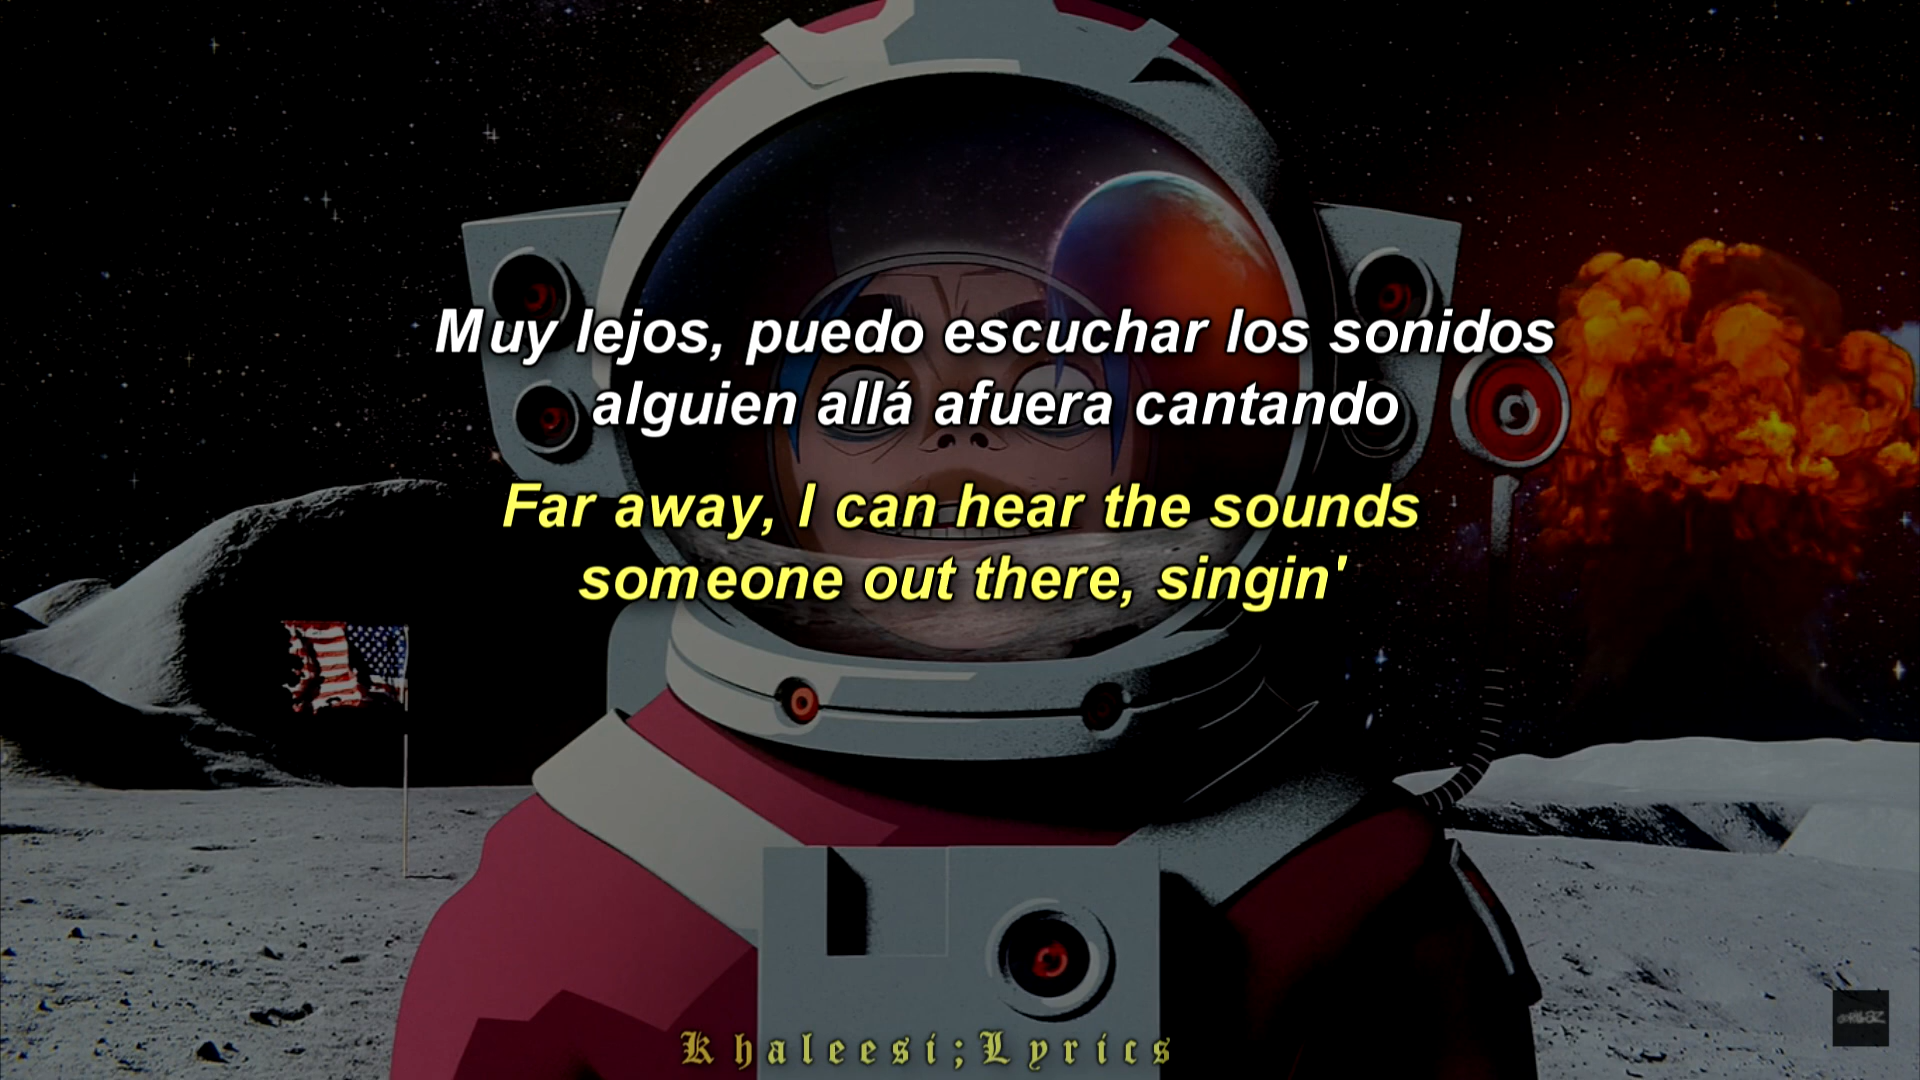 Muy lejos, puedo escuchar los sonidos
alguien allá afuera cantando
Far away, I can hear the sounds
someone out there, singin'
Khaleesi;Lyrics